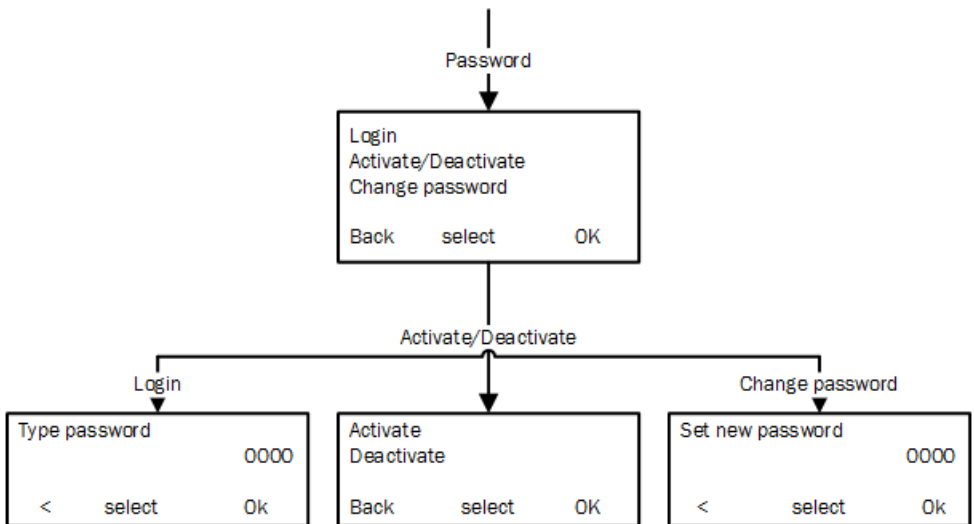 Password
Login
Activate/Deactivate
Change password
Back select OK
Activate/Deactivate
Login
Change password
Type password
0000
< select Ok
Activate
Deactivate
Back select OK
Set new password
0000
< select Ok